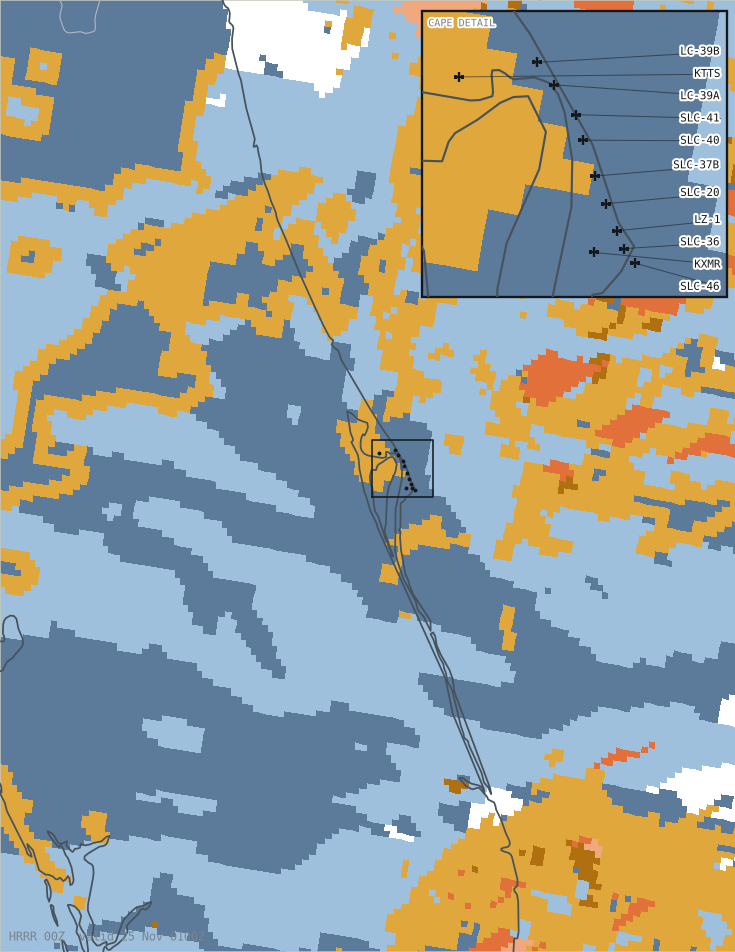 CAPE DETAIL
LC-39B
KTTS
LC-39A
SLC-41
SLC-40
SLC-37B
SLC-20
LZ-1
SLC-36
KXMR
SLC-46
HRRR 00Z 25 Nov